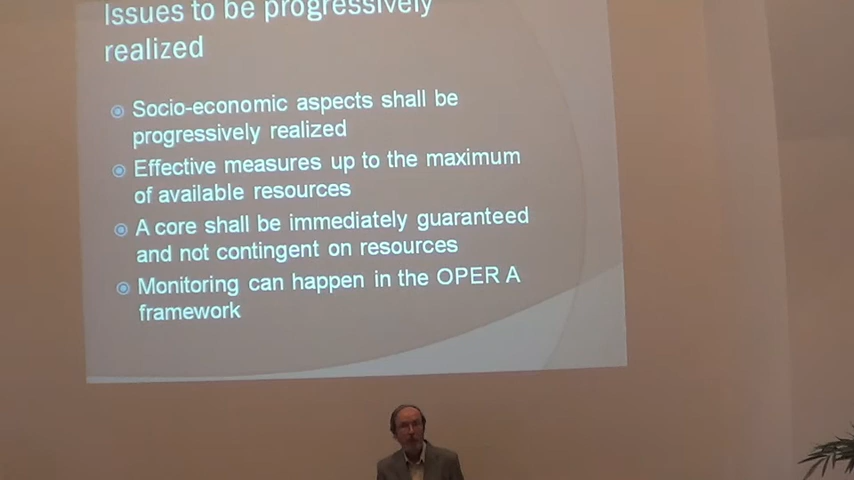 Issues to be progressively
realized
Socio-economic aspects shall be
progressively realized
Effective measures up to the maximum
of available resources
A core shall be immediately guaranteed
and not contingent on resources
Monitoring can happen in the OPER A
framework